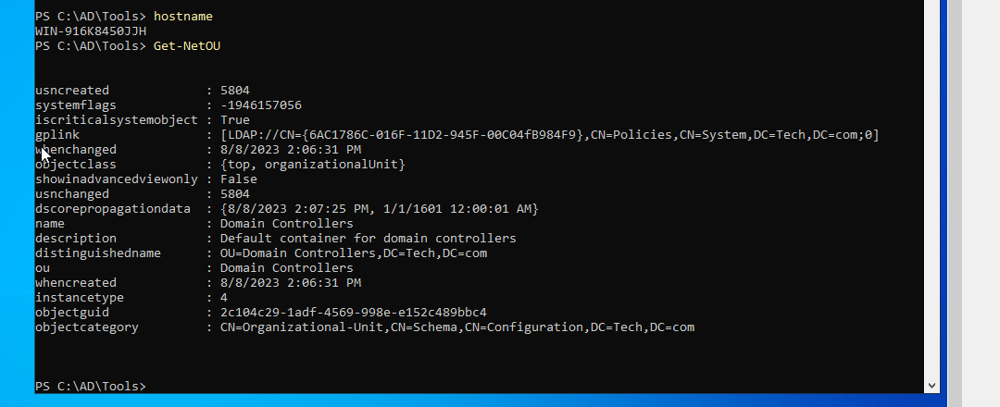 PS C:\AD\Tools> hostname
WIN-916K8450JJH
PS C:\AD\Tools> Get-NetOU
usncreated : 5804
systemflags : -1946157056
iscriticalsystemobject : True
gplink : [LDAP://CN={6AC1786C-016F-11D2-945F-00C04fB984F9},CN=Policies,CN=System,DC=Tech,DC=com;0]
whenchanged : 8/8/2023 2:06:31 PM
objectclass : {top, organizationalUnit}
showinadvancedviewonly : False
usnchanged : 5804
dscorepropagationdata : {8/8/2023 2:07:25 PM, 1/1/1601 12:00:01 AM}
name : Domain Controllers
description : Default container for domain controllers
distinguishedname : OU=Domain Controllers,DC=Tech,DC=com
ou : Domain Controllers
whencreated : 8/8/2023 2:06:31 PM
instancetype : 4
objectguid : 2c104c29-1adf-4569-998e-e152c489bbc4
objectcategory : CN=Organizational-Unit,CN=Schema,CN=Configuration,DC=Tech,DC=com
PS C:\AD\Tools>